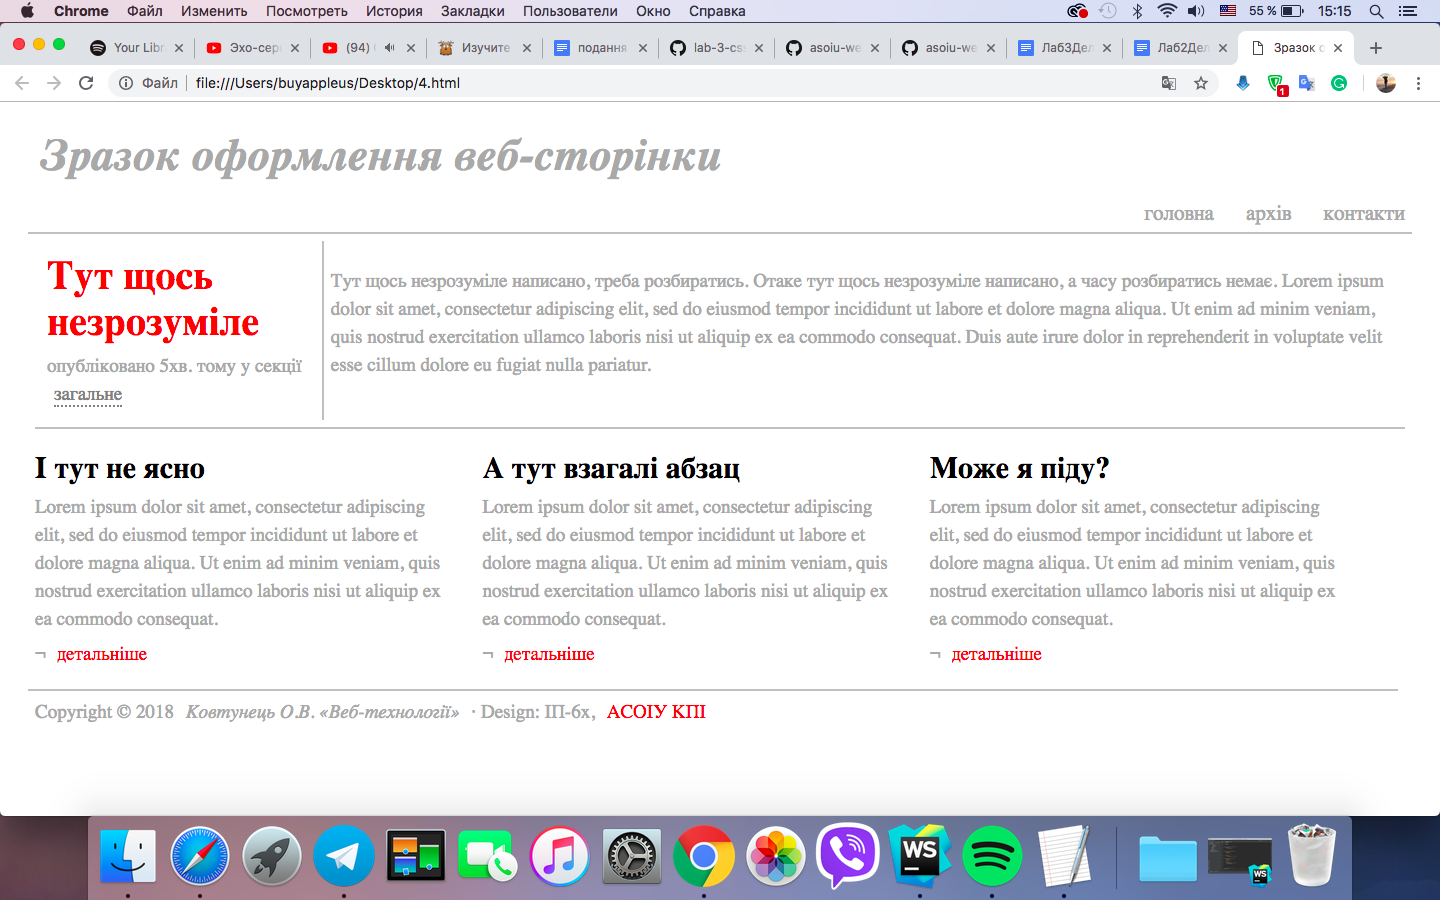 Chrome Файл Изменить Посмотреть История Закладки Пользователи Окно Справка 55 % 15:15
Your Libr Эхо-сер (94) Изучите подання lab-3-cs asoiu-we asoiu-we Лаб3Дел Лаб2Дел Зразок о
Файл file:///Users/buyappleus/Desktop/4.html 1
Зразок оформлення веб-сторінки
головна архів контакти
Тут щось
незрозуміле
опубліковано 5хв. тому у секції
загальне
Тут щось незрозуміле написано, треба розбиратись. Отаке тут щось незрозуміле написано, а часу розбиратись немає. Lorem ipsum
dolor sit amet, consectetur adipiscing elit, sed do eiusmod tempor incididunt ut labore et dolore magna aliqua. Ut enim ad minim veniam,
quis nostrud exercitation ullamco laboris nisi ut aliquip ex ea commodo consequat. Duis aute irure dolor in reprehenderit in voluptate velit
esse cillum dolore eu fugiat nulla pariatur.
І тут не ясно
Lorem ipsum dolor sit amet, consectetur adipiscing
elit, sed do eiusmod tempor incididunt ut labore et
dolore magna aliqua. Ut enim ad minim veniam, quis
nostrud exercitation ullamco laboris nisi ut aliquip ex
ea commodo consequat.
¬ детальніше
А тут взагалі абзац
Lorem ipsum dolor sit amet, consectetur adipiscing
elit, sed do eiusmod tempor incididunt ut labore et
dolore magna aliqua. Ut enim ad minim veniam, quis
nostrud exercitation ullamco laboris nisi ut aliquip ex
ea commodo consequat.
¬ детальніше
Може я піду?
Lorem ipsum dolor sit amet, consectetur adipiscing
elit, sed do eiusmod tempor incididunt ut labore et
dolore magna aliqua. Ut enim ad minim veniam, quis
nostrud exercitation ullamco laboris nisi ut aliquip ex
ea commodo consequat.
¬ детальніше
Copyright © 2018 Ковтунець О.В. «Веб-технології» · Design: ІП-6х, АСОІУ КПІ
WS
WS